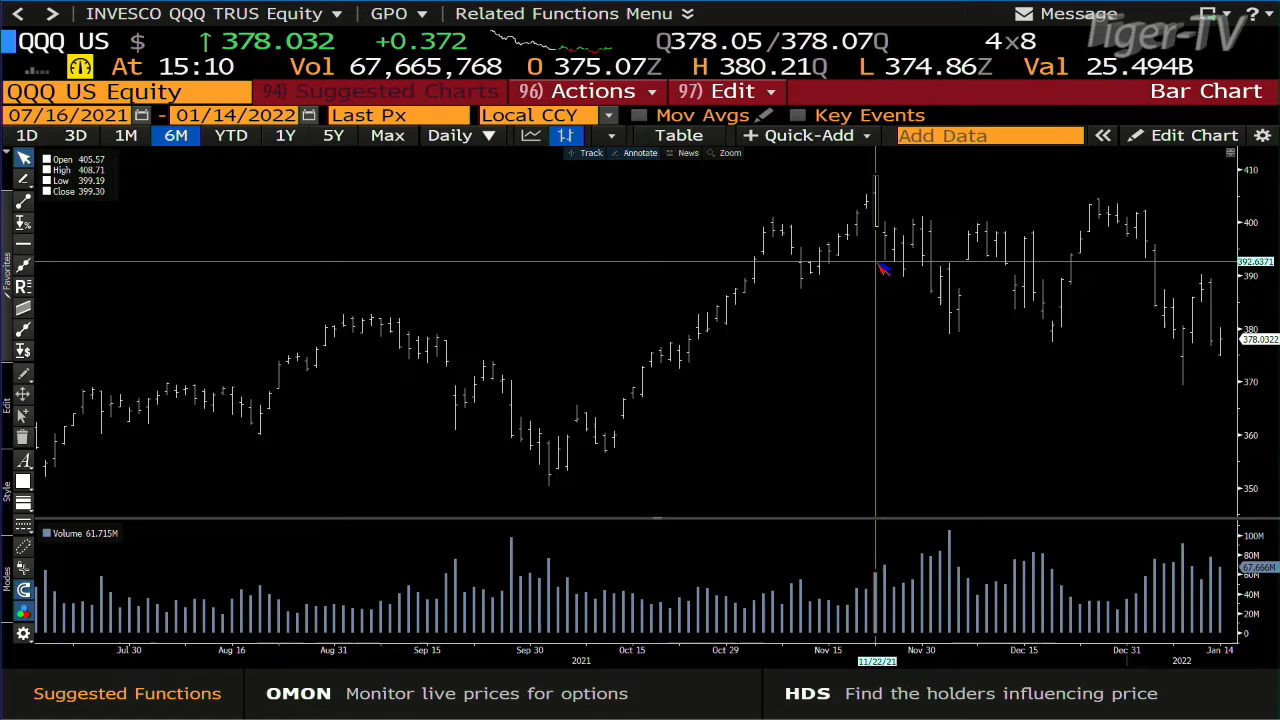 INVESCO QQQ TRUS Equity GPO Related Functions Menu Message ?
Tiger-TV
QQQ US $ ↑ 378.032 +0.372 Q378.05/378.07Q 4×8
At 15:10 Vol 67,665,768 O 375.07Z H 380.21Q L 374.86Z Val 25.494B
QQQ US Equity 94) Suggested Charts 96) Actions 97) Edit Bar Chart
07/16/2021 - 01/14/2022 Last Px Local CCY Mov Avgs Key Events
1D 3D 1M 6M YTD 1Y 5Y Max Daily ▼ Table + Quick-Add Add Data « Edit Chart
Track Annotate News Zoom
Open 405.57
High 408.71
Low 399.19
Close 399.30
410
400
392.6371
390
380
378.0322
370
360
350
Favorites
Edit
Style
Modes
Volume 61.715M
100M
80M
67.666M
60M
40M
20M
0
Jul 30 Aug 16 Aug 31 Sep 15 Sep 30 Oct 15 Oct 29 Nov 15 Nov 30 Dec 15 Dec 31 Jan 14
2021 11/22/21 2022
Suggested Functions OMON Monitor live prices for options HDS Find the holders influencing price